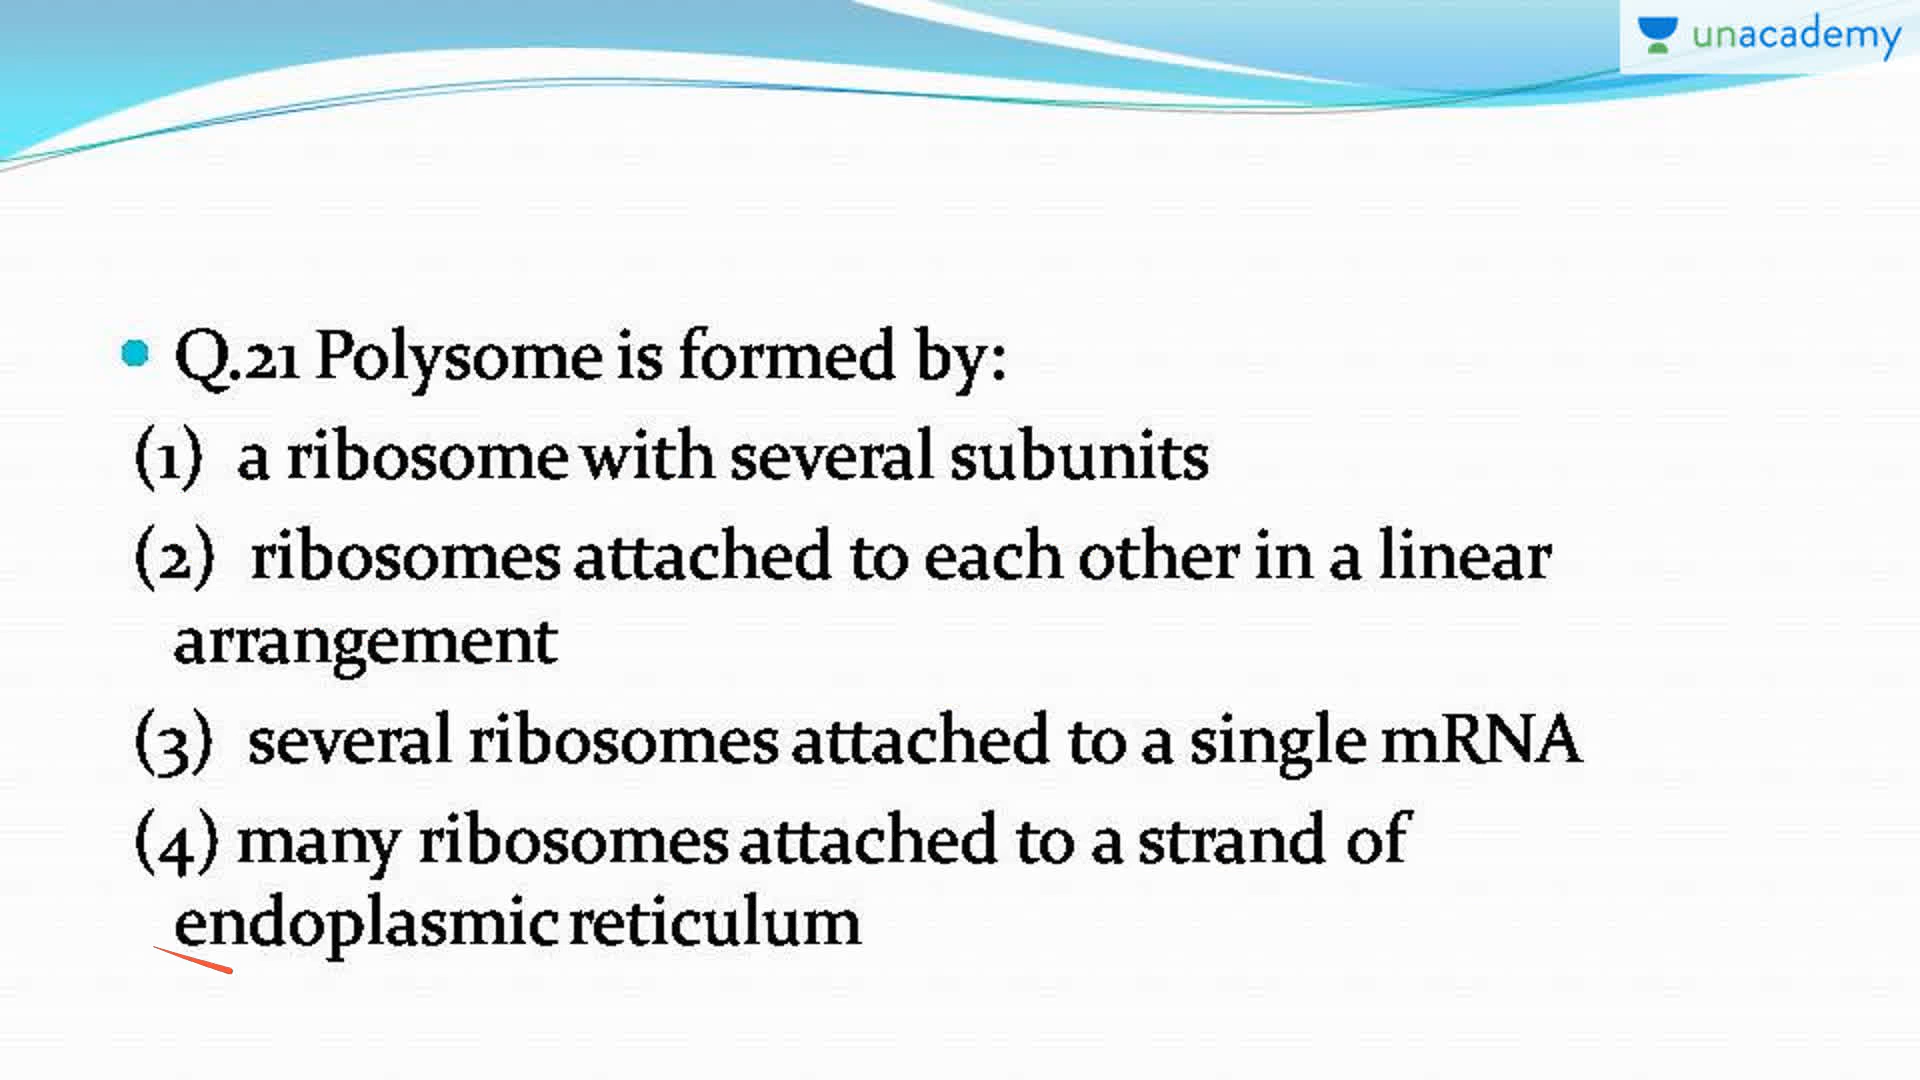 unacademy
Q.21 Polysome is formed by:
(1) a ribosome with several subunits
(2) ribosomes attached to each other in a linear
arrangement
(3) several ribosomes attached to a single mRNA
(4) many ribosomes attached to a strand of
endoplasmic reticulum